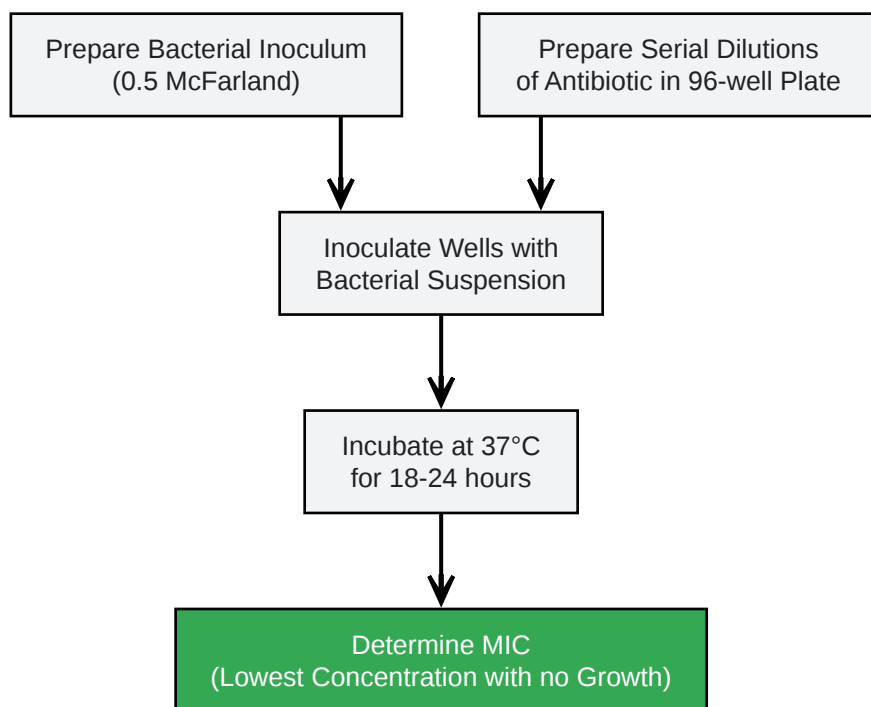 Prepare Bacterial Inoculum
(0.5 McFarland)
Prepare Serial Dilutions
of Antibiotic in 96-well Plate
Inoculate Wells with
Bacterial Suspension
Incubate at 37°C
for 18-24 hours
Determine MIC
(Lowest Concentration with no Growth)